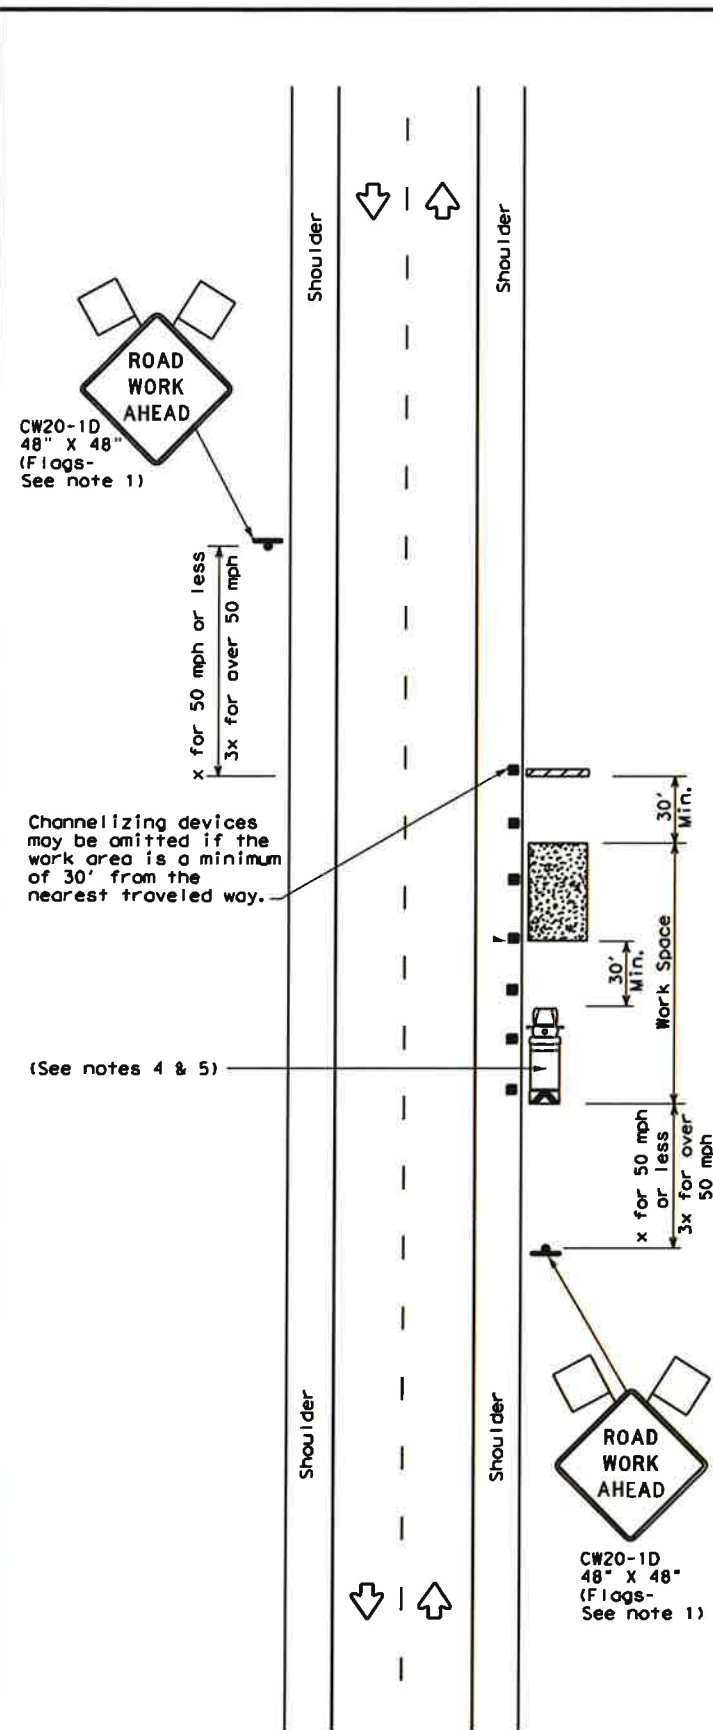 Shoulder
Shoulder
ROAD
WORK
AHEAD
CW20-1D
48" X 48"
(Flags-
See note 1)
x for 50 mph or less
3x for over 50 mph
Channelizing devices
may be omitted if the
work area is a minimum
of 30' from the
nearest traveled way.
30'
Min.
30'
Min.
Work Space
(See notes 4 & 5)
x for 50 mph
or less
3x for over
50 mph
Shoulder
Shoulder
ROAD
WORK
AHEAD
CW20-1D
48" X 48"
(Flags-
See note 1)